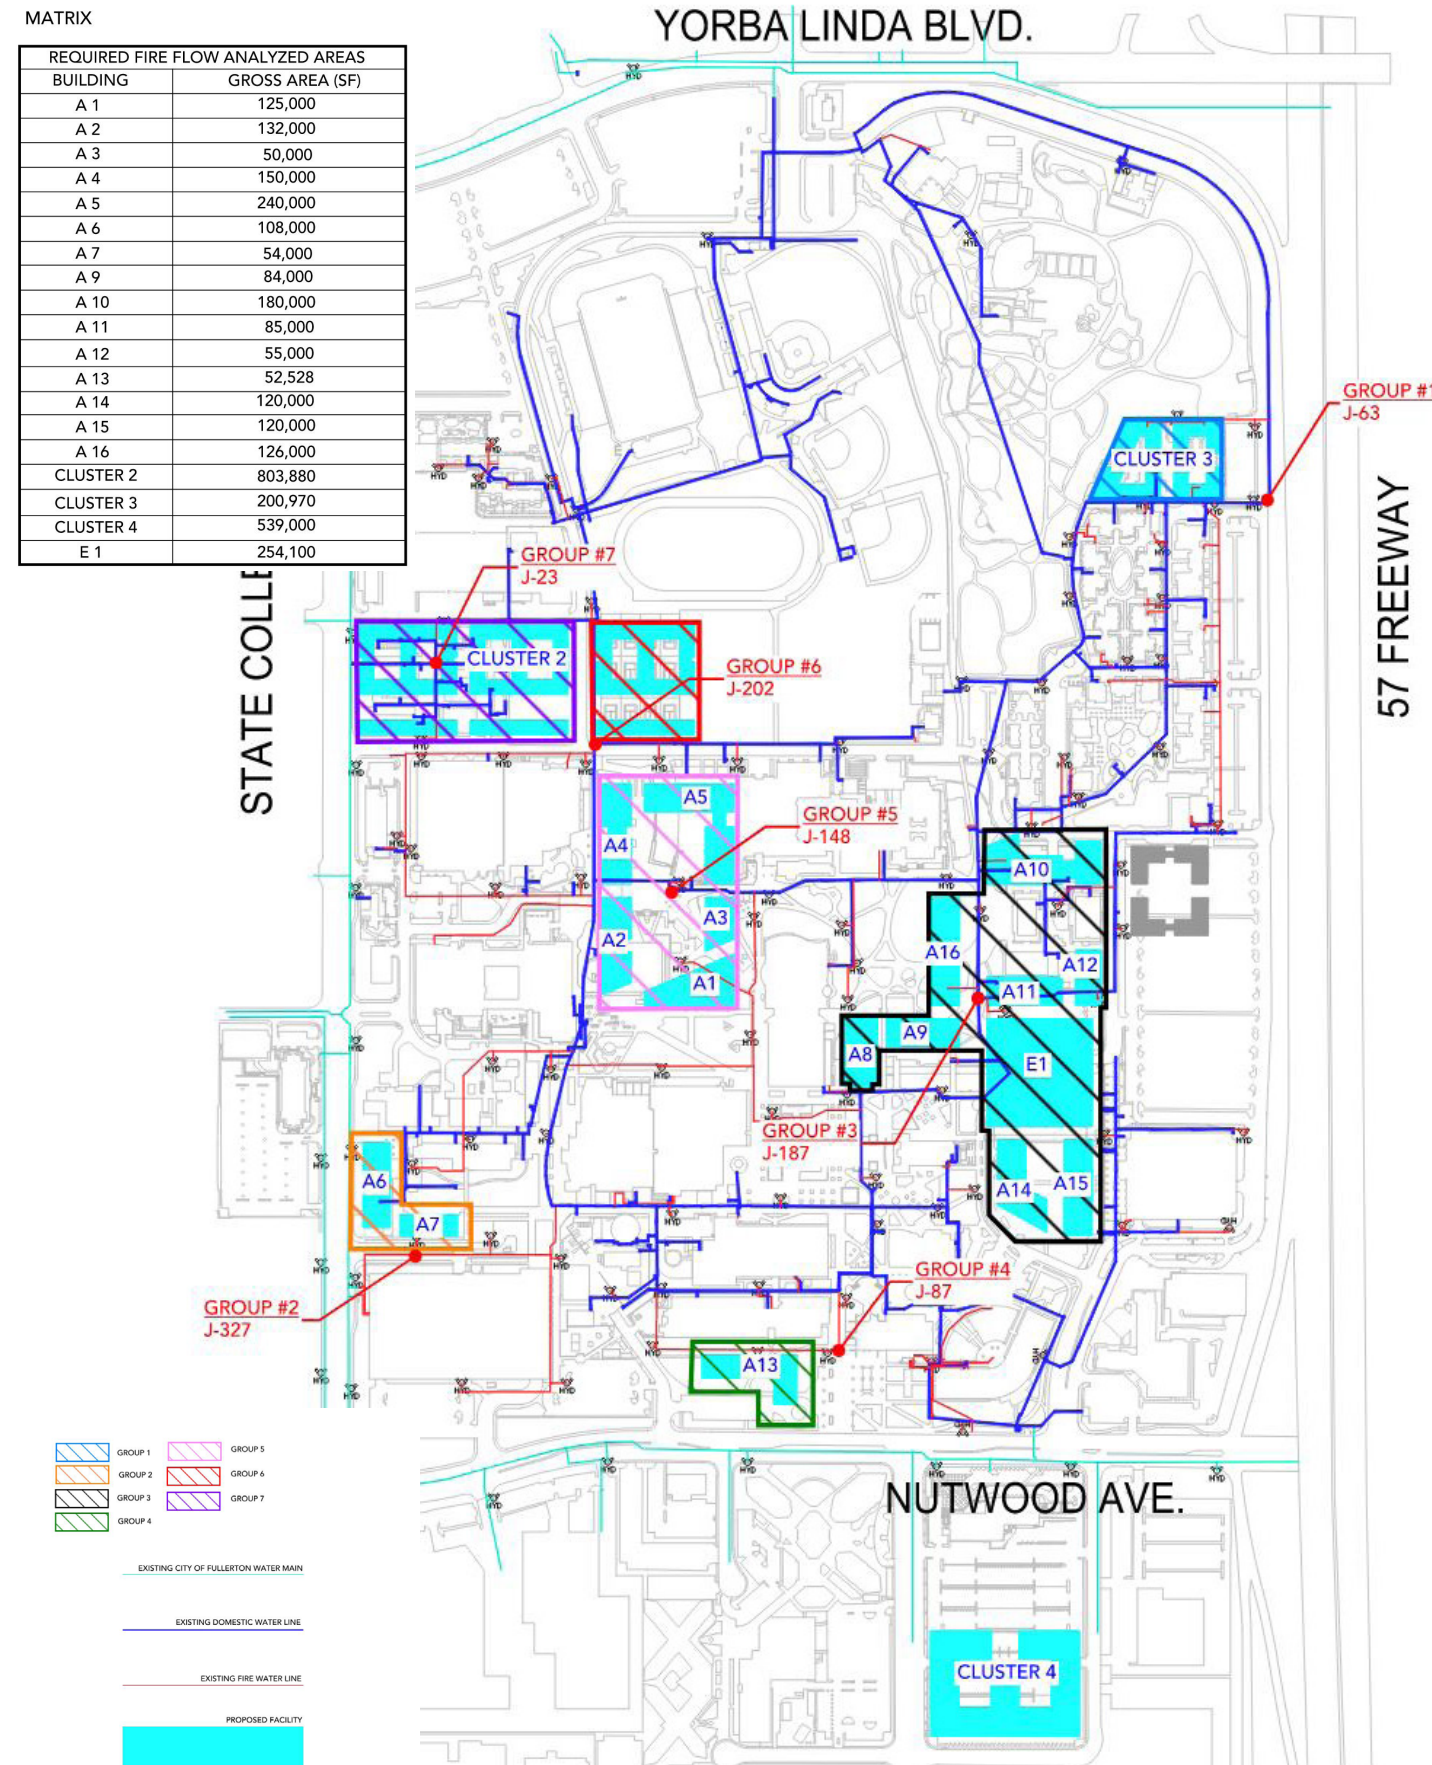 MATRIX
REQUIRED FIRE FLOW ANALYZED AREAS
BUILDING GROSS AREA (SF)
A 1 125,000
A 2 132,000
A 3 50,000
A 4 150,000
A 5 240,000
A 6 108,000
A 7 54,000
A 9 84,000
A 10 180,000
A 11 85,000
A 12 55,000
A 13 52,528
A 14 120,000
A 15 120,000
A 16 126,000
CLUSTER 2 803,880
CLUSTER 3 200,970
CLUSTER 4 539,000
E 1 254,100
YORBA LINDA BLVD.
GROUP #1
J-63
CLUSTER 3
57 FREEWAY
STATE COLLE
GROUP #7
J-23
CLUSTER 2
GROUP #6
J-202
A5
A4
GROUP #5
J-148
A3
A2
A1
A10
A16
A12
A11
A9
A8
E1
GROUP #3
J-187
A14
A15
A6
A7
GROUP #2
J-327
GROUP #4
J-87
A13
NUTWOOD AVE.
CLUSTER 4
GROUP 1
GROUP 2
GROUP 3
GROUP 4
GROUP 5
GROUP 6
GROUP 7
EXISTING CITY OF FULLERTON WATER MAIN
EXISTING DOMESTIC WATER LINE
EXISTING FIRE WATER LINE
PROPOSED FACILITY